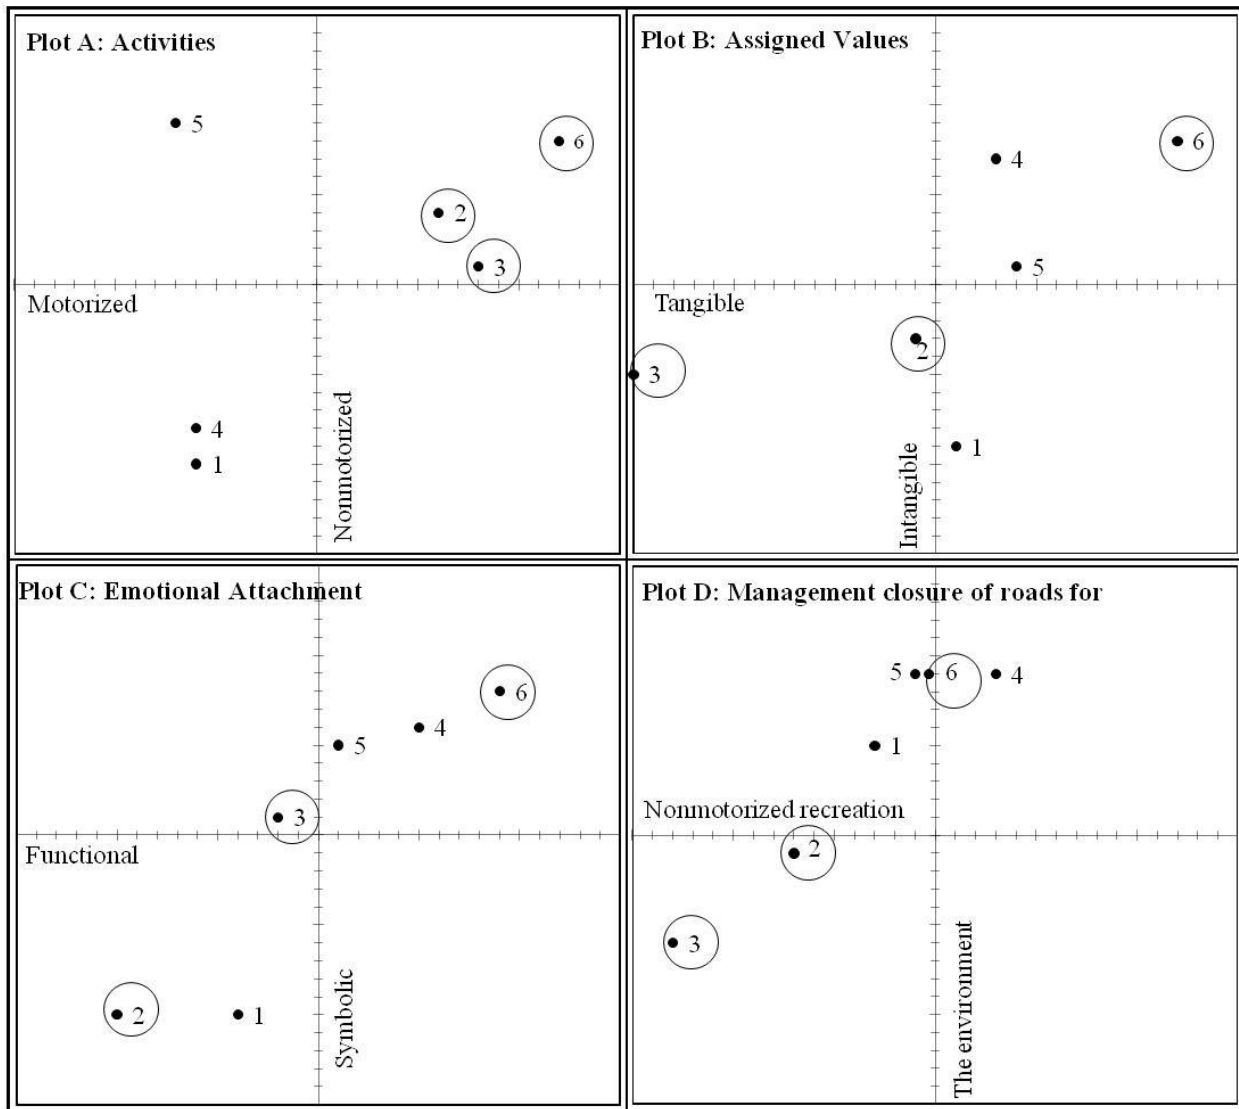 Plot A: Activities
5
6
2
3
Motorized
4
1
Nonmotorized
Plot B: Assigned Values
4
6
5
Tangible
2
3
1
Intangible
Plot C: Emotional Attachment
6
4
5
3
Functional
2
1
Symbolic
Plot D: Management closure of roads for
5
6
4
1
Nonmotorized recreation
2
3
The environment